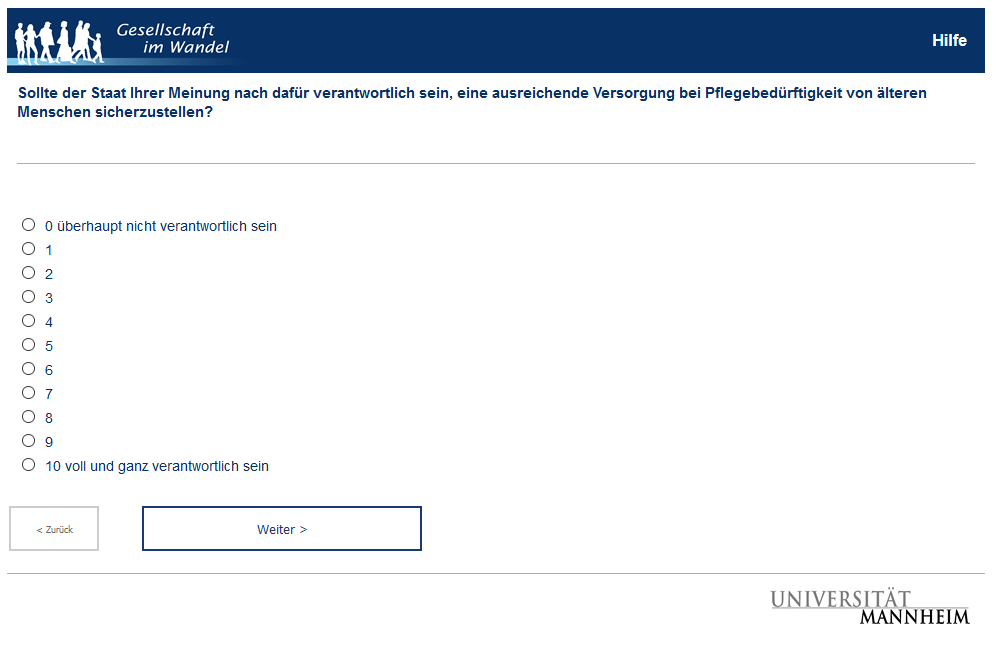 Gesellschaft
im Wandel
Hilfe
Sollte der Staat Ihrer Meinung nach dafür verantwortlich sein, eine ausreichende Versorgung bei Pflegebedürftigkeit von älteren
Menschen sicherzustellen?
0 überhaupt nicht verantwortlich sein
1
2
3
4
5
6
7
8
9
10 voll und ganz verantwortlich sein
< Zurück
Weiter >
UNIVERSITÄT
MANNHEIM